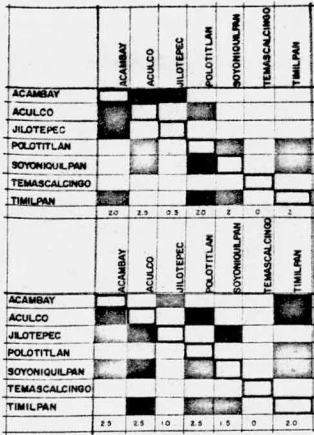 ACAMBAY ACULCO JILOTEPEC POLOTITLAN SOYONIQUILPAN TEMASCALCINGO TIMILPAN
ACAMBAY
ACULCO
JILOTEPEC
POLOTITLAN
SOYONIQUILPAN
TEMASCALCINGO
TIMILPAN
2.0 2.5 0.5 2.0 2 0 2
ACAMBAY ACULCO JILOTEPEC POLOTITLAN SOYONIQUILPAN TEMASCALCINGO TIMILPAN
ACAMBAY
ACULCO
JILOTEPEC
POLOTITLAN
SOYONIQUILPAN
TEMASCALCINGO
TIMILPAN
2.5 2.5 1.0 2.5 1.5 0 2.0